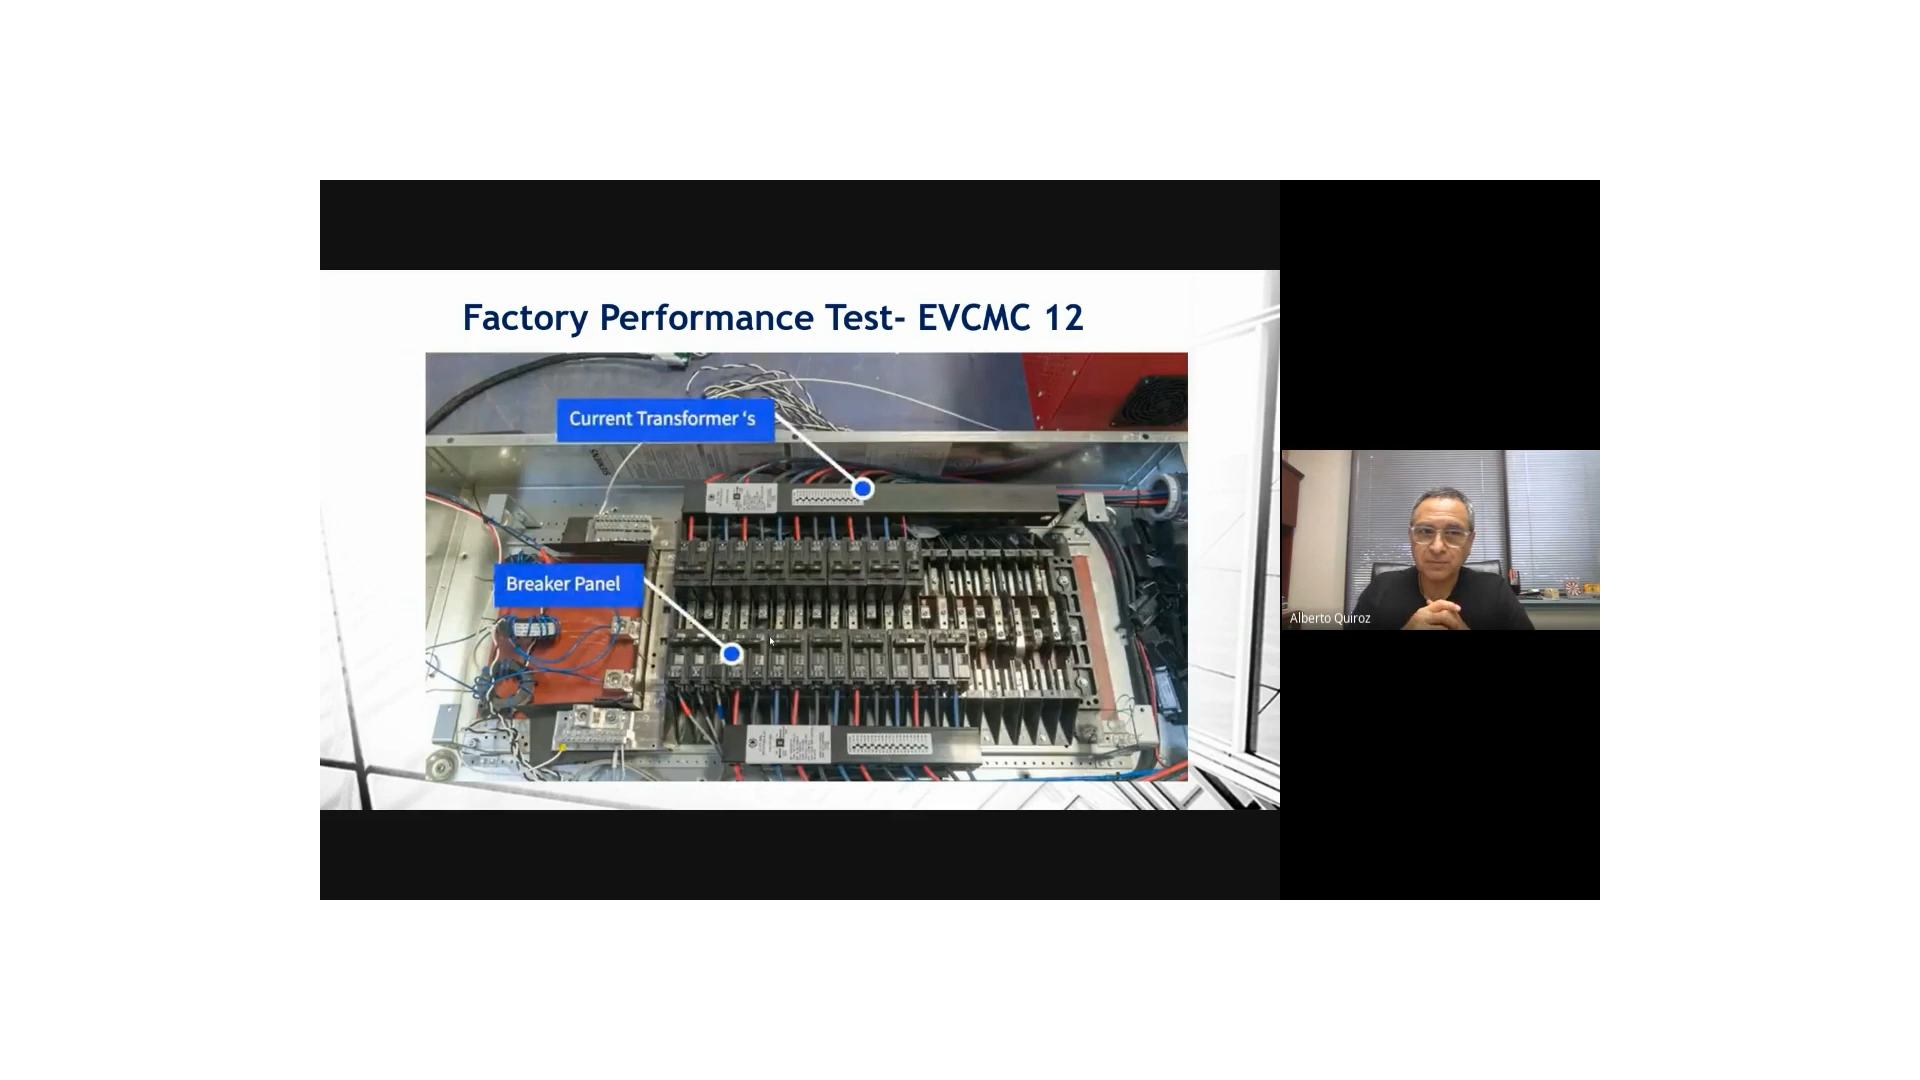 Factory Performance Test- EVCMC 12
Current Transformer ‘s
Breaker Panel
Alberto Quiroz